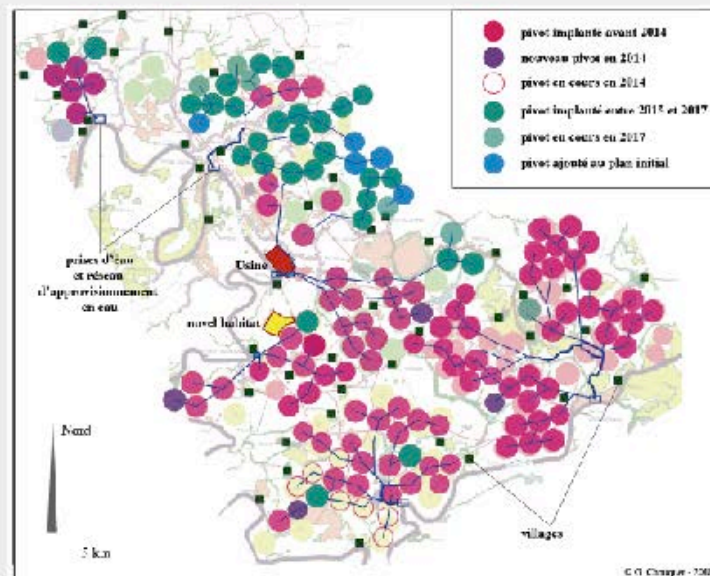 pivot implanté avant 2014
nouveau pivot en 2014
pivot en cours en 2014
pivot implanté entre 2015 et 2017
pivot en cours en 2017
pivot ajouté au plan initial
prises d'eau
et réseau
d'approvisionnement
en eau
Usine
nouvel habitat
Nord
villages
5 km